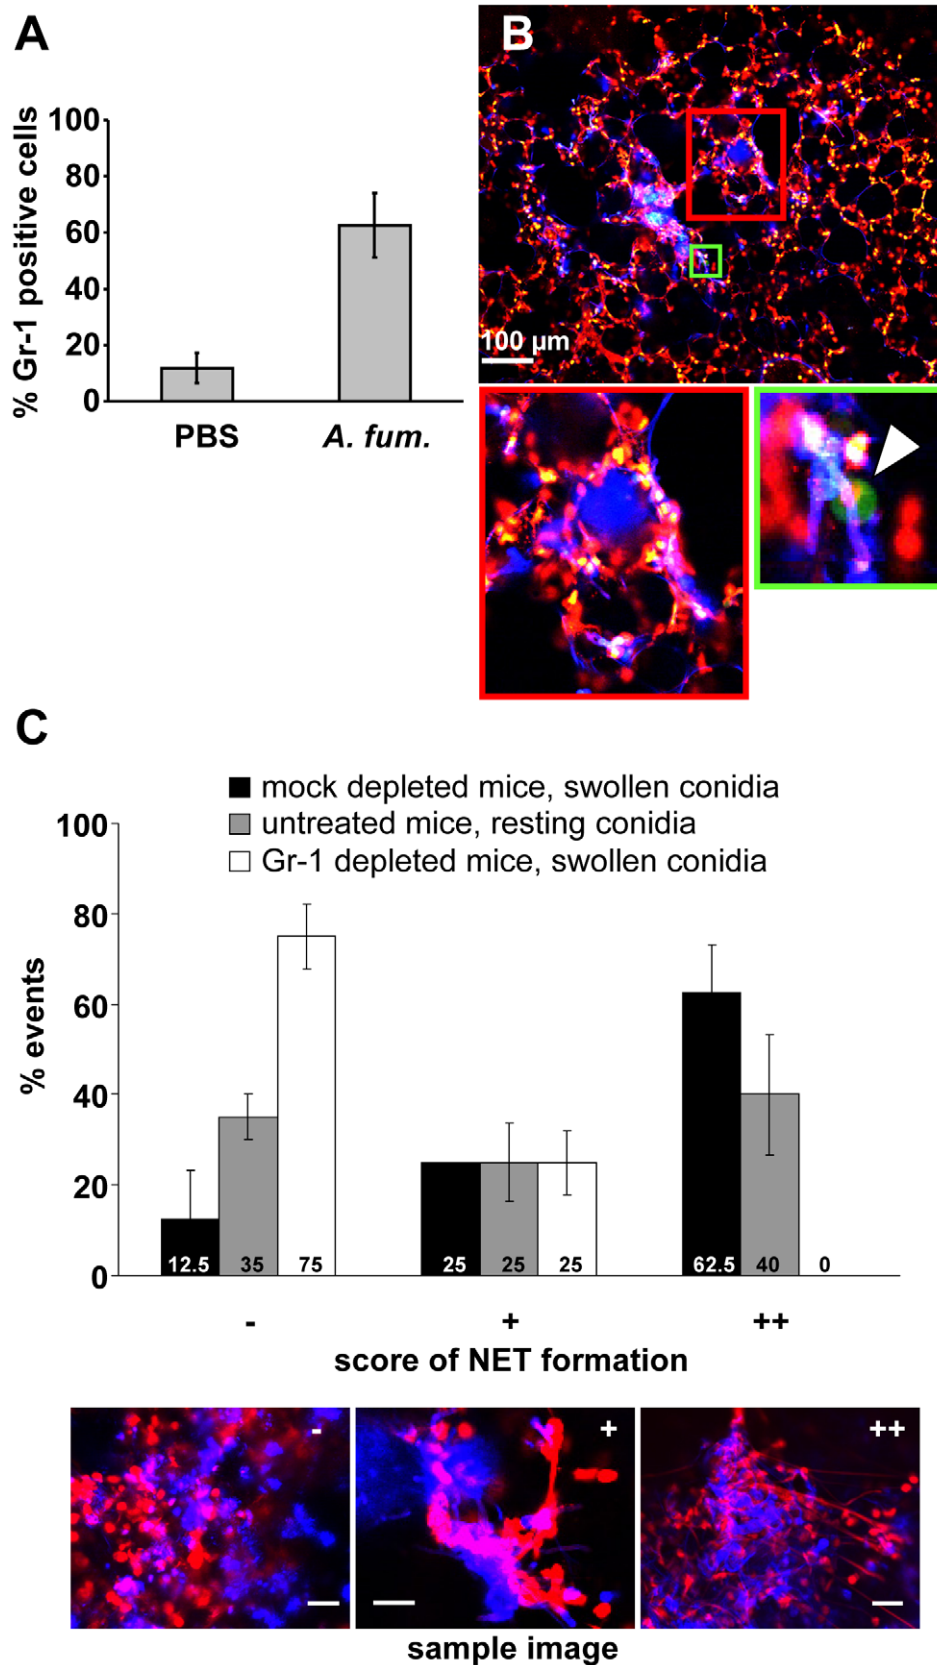 A
B
100
80
60
40
20
0
% Gr-1 positive cells
PBS
A. fum.
100 µm
C
mock depleted mice, swollen conidia
untreated mice, resting conidia
Gr-1 depleted mice, swollen conidia
100
80
60
40
20
0
% events
12.5 35 75
25 25 25
62.5 40 0
- + ++
score of NET formation
- + ++
sample image